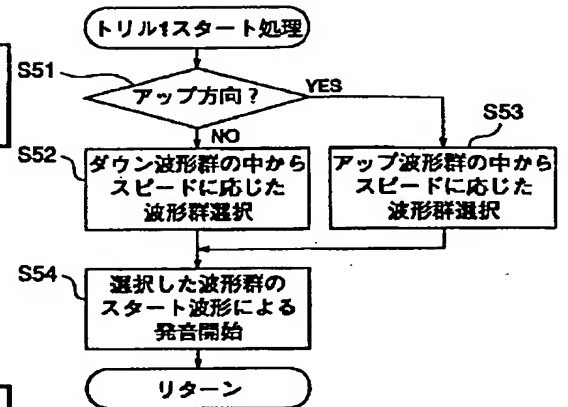 トリル1スタート処理
S51
アップ方向?
YES
NO
S53
S52
ダウン波形群の中から
スピードに応じた
波形群選択
アップ波形群の中から
スピードに応じた
波形群選択
S54
選択した波形群の
スタート波形による
発音開始
リターン